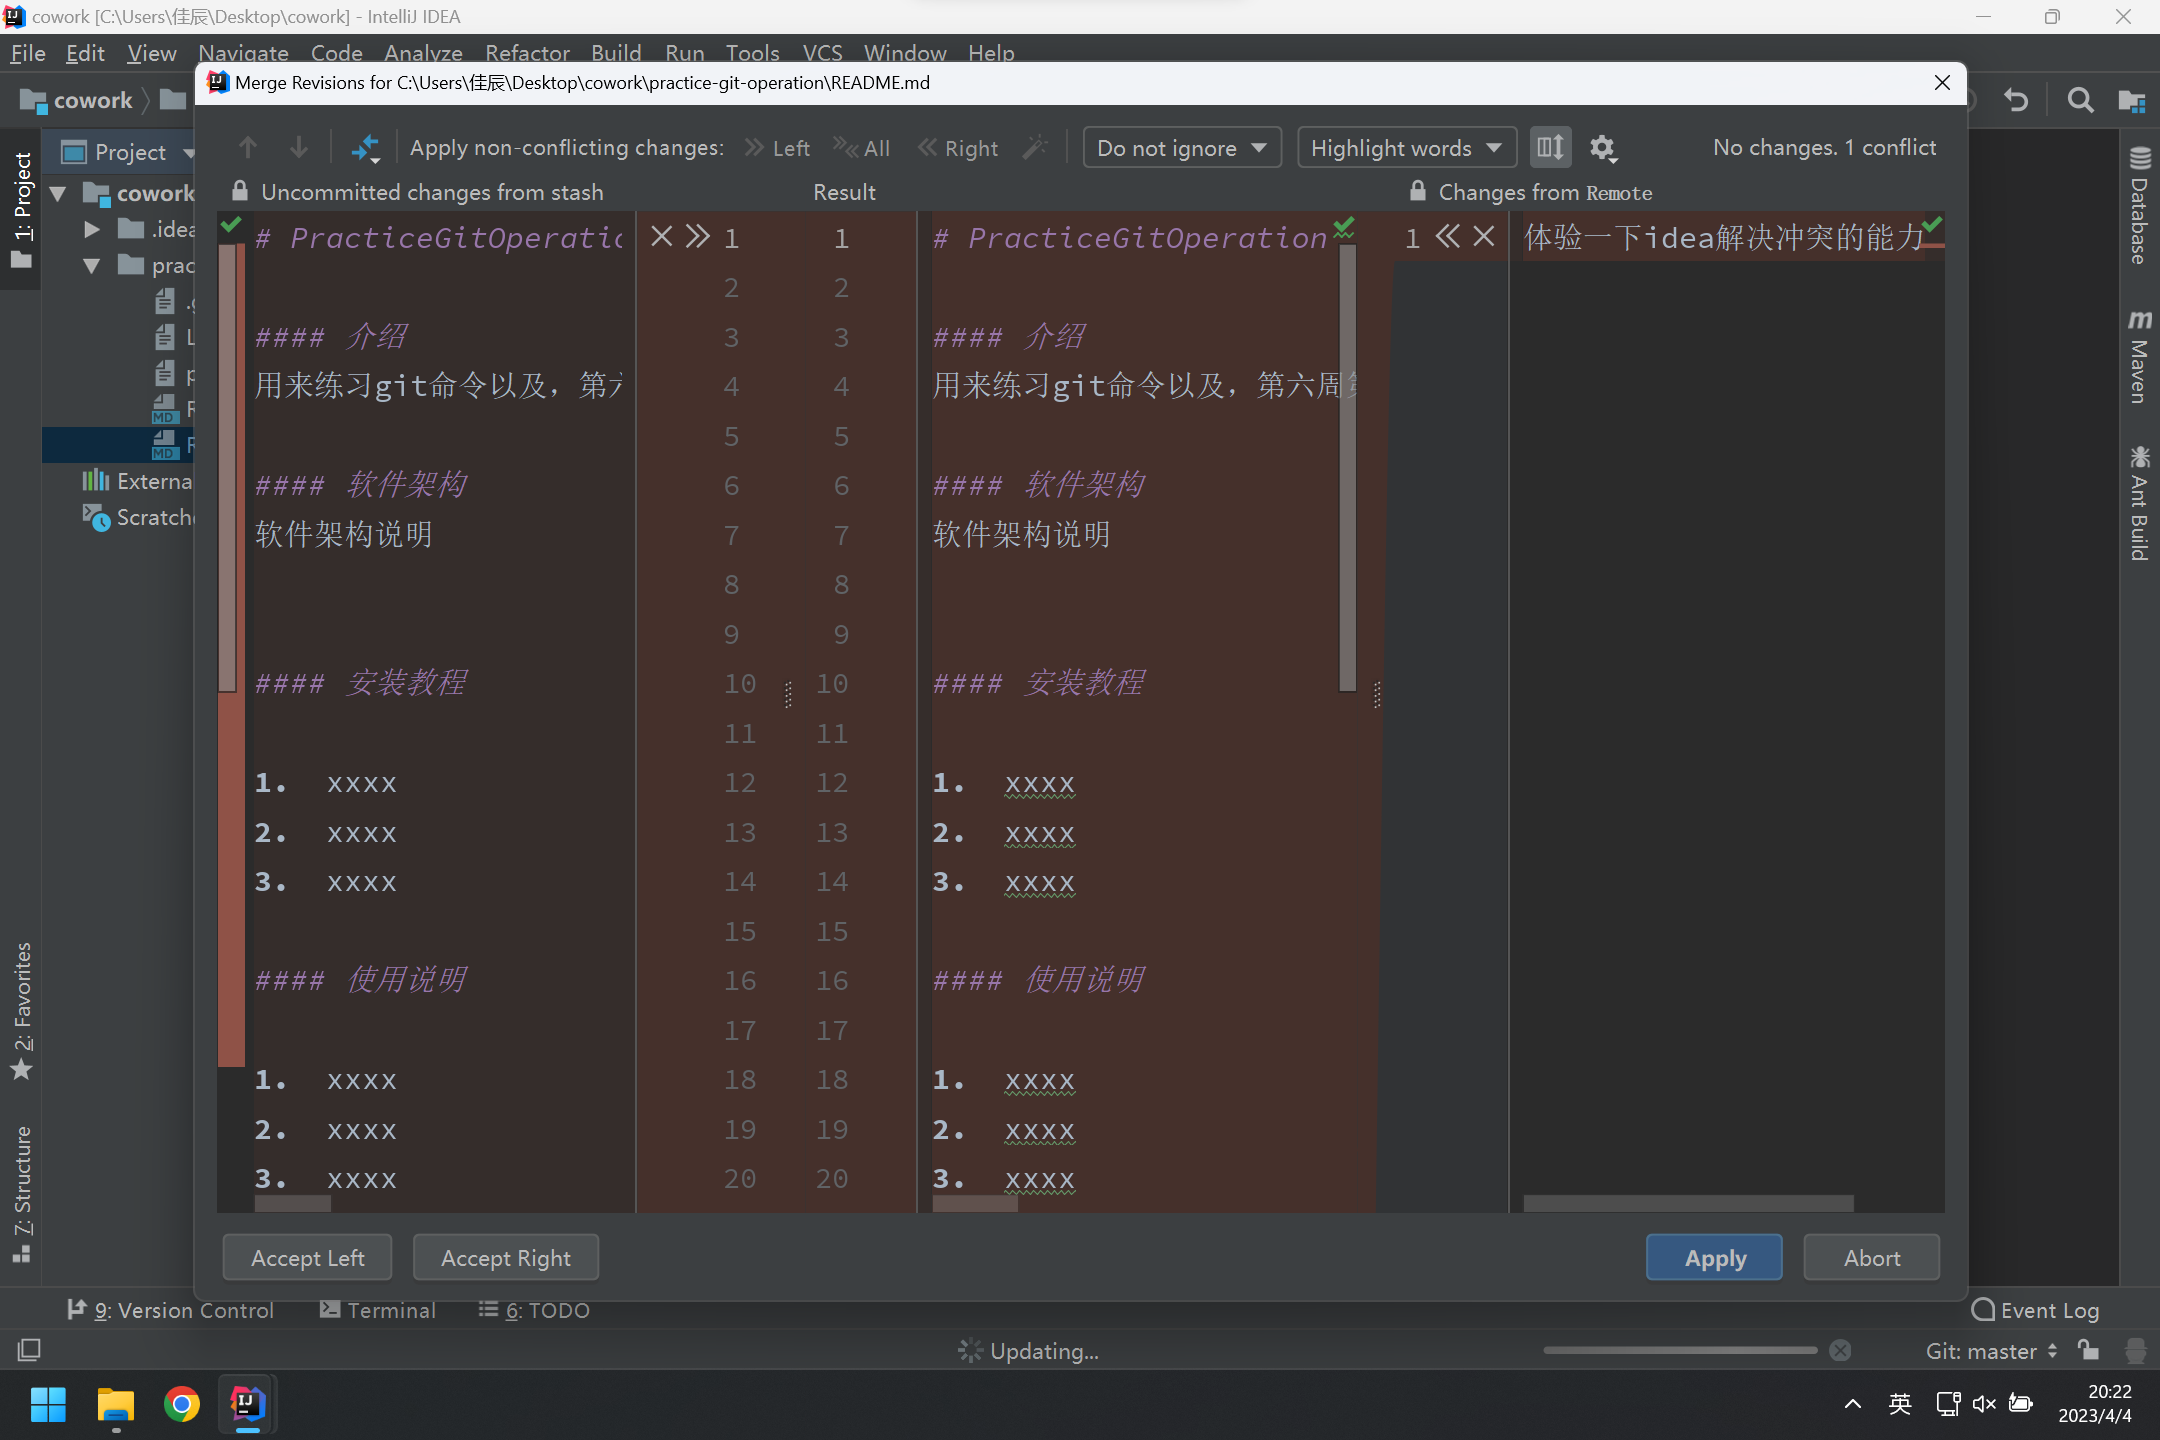 cowork [C:\Users\佳辰\Desktop\cowork] - IntelliJ IDEA
File Edit View Navigate Code Analyze Refactor Build Run Tools VCS Window Help
Merge Revisions for C:\Users\佳辰\Desktop\cowork\practice-git-operation\README.md
cowork
Apply non-conflicting changes: Left All Right Do not ignore Highlight words No changes. 1 conflict
Uncommitted changes from stash Result Changes from Remote
1: Project
Project
cowork
.idea
prac
Externa
Scratch
2: Favorites
7: Structure
# PracticeGitOperatio 1 1 # PracticeGitOperation 1 体验一下idea解决冲突的能力
2 2
#### 介绍 3 3 #### 介绍
用来练习git命令以及，第六 4 4 用来练习git命令以及，第六周第
5 5
#### 软件架构 6 6 #### 软件架构
软件架构说明 7 7 软件架构说明
8 8
9 9
#### 安装教程 10 10 #### 安装教程
11 11
1. xxxx 12 12 1. xxxx
2. xxxx 13 13 2. xxxx
3. xxxx 14 14 3. xxxx
15 15
#### 使用说明 16 16 #### 使用说明
17 17
1. xxxx 18 18 1. xxxx
2. xxxx 19 19 2. xxxx
3. xxxx 20 20 3. xxxx
Database
Maven
Ant Build
Accept Left Accept Right Apply Abort
9: Version Control Terminal 6: TODO Event Log
Updating... Git: master
英 20:22
2023/4/4